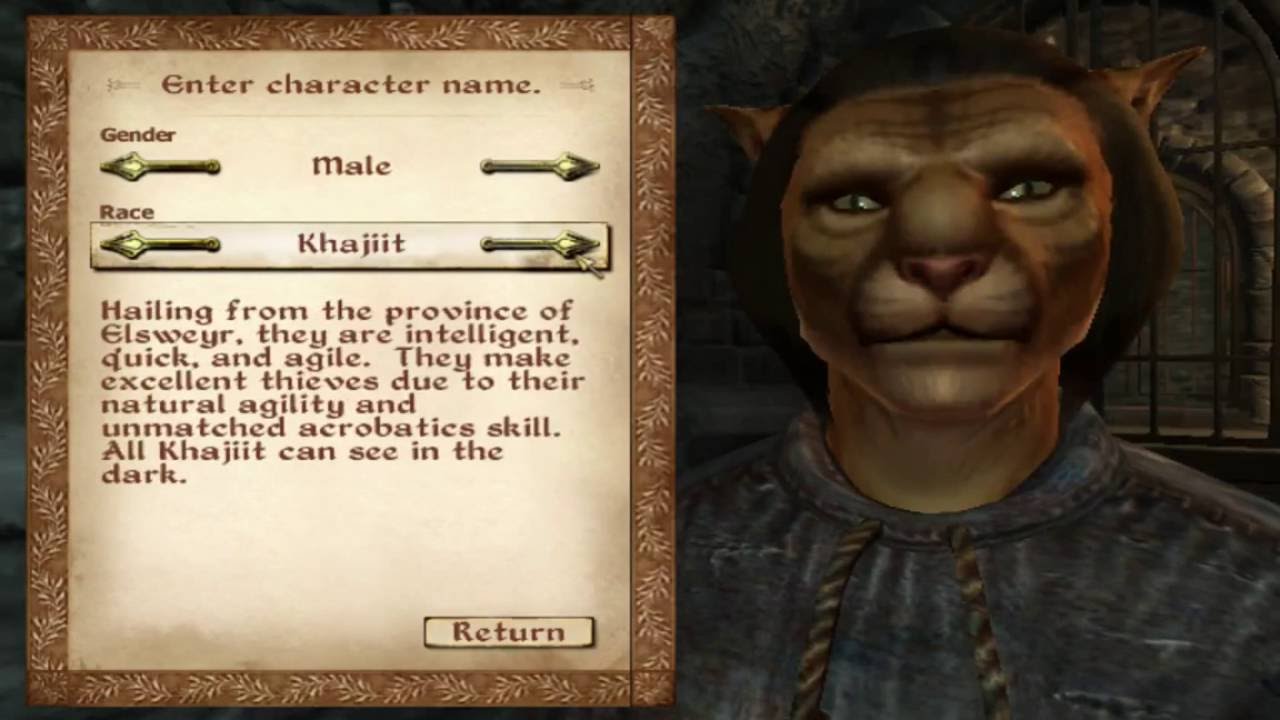 Enter character name.
Gender
Male
Race
Khajiit
Hailing from the province of
Elsweyr, they are intelligent,
quick, and agile.  They make
excellent thieves due to their
natural agility and
unmatched acrobatics skill.
All Khajiit can see in the
dark.
Return